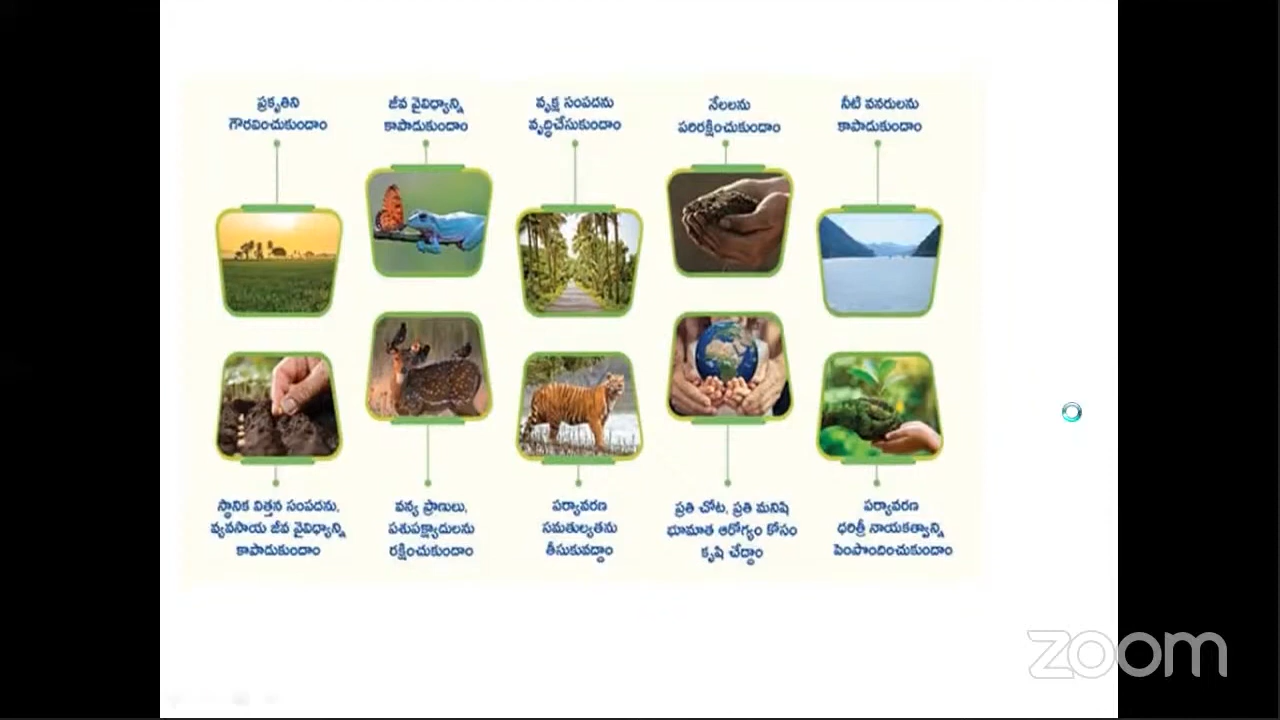 ప్రకృతిని
గౌరవించుకుందాం
జీవ వైవిధ్యాన్ని
కాపాడుకుందాం
వృక్ష సంపదను
వృద్ధిచేసుకుందాం
నేలలను
పరిరక్షించుకుందాం
నీటి వనరులను
కాపాడుకుందాం
స్థానిక విత్తన సంపదను,
వ్యవసాయ జీవ వైవిధ్యాన్ని
కాపాడుకుందాం
వన్య ప్రాణులు,
పశుపక్ష్యాదులను
రక్షించుకుందాం
పర్యావరణ
సమతుల్యతను
తీసుకువద్దాం
ప్రతి చోట, ప్రతి మనిషి
భూమాత ఆరోగ్యం కోసం
కృషి చేద్దాం
పర్యావరణ
ధరిత్రీ నాయకత్వాన్ని
పెంపొందించుకుందాం
zoom